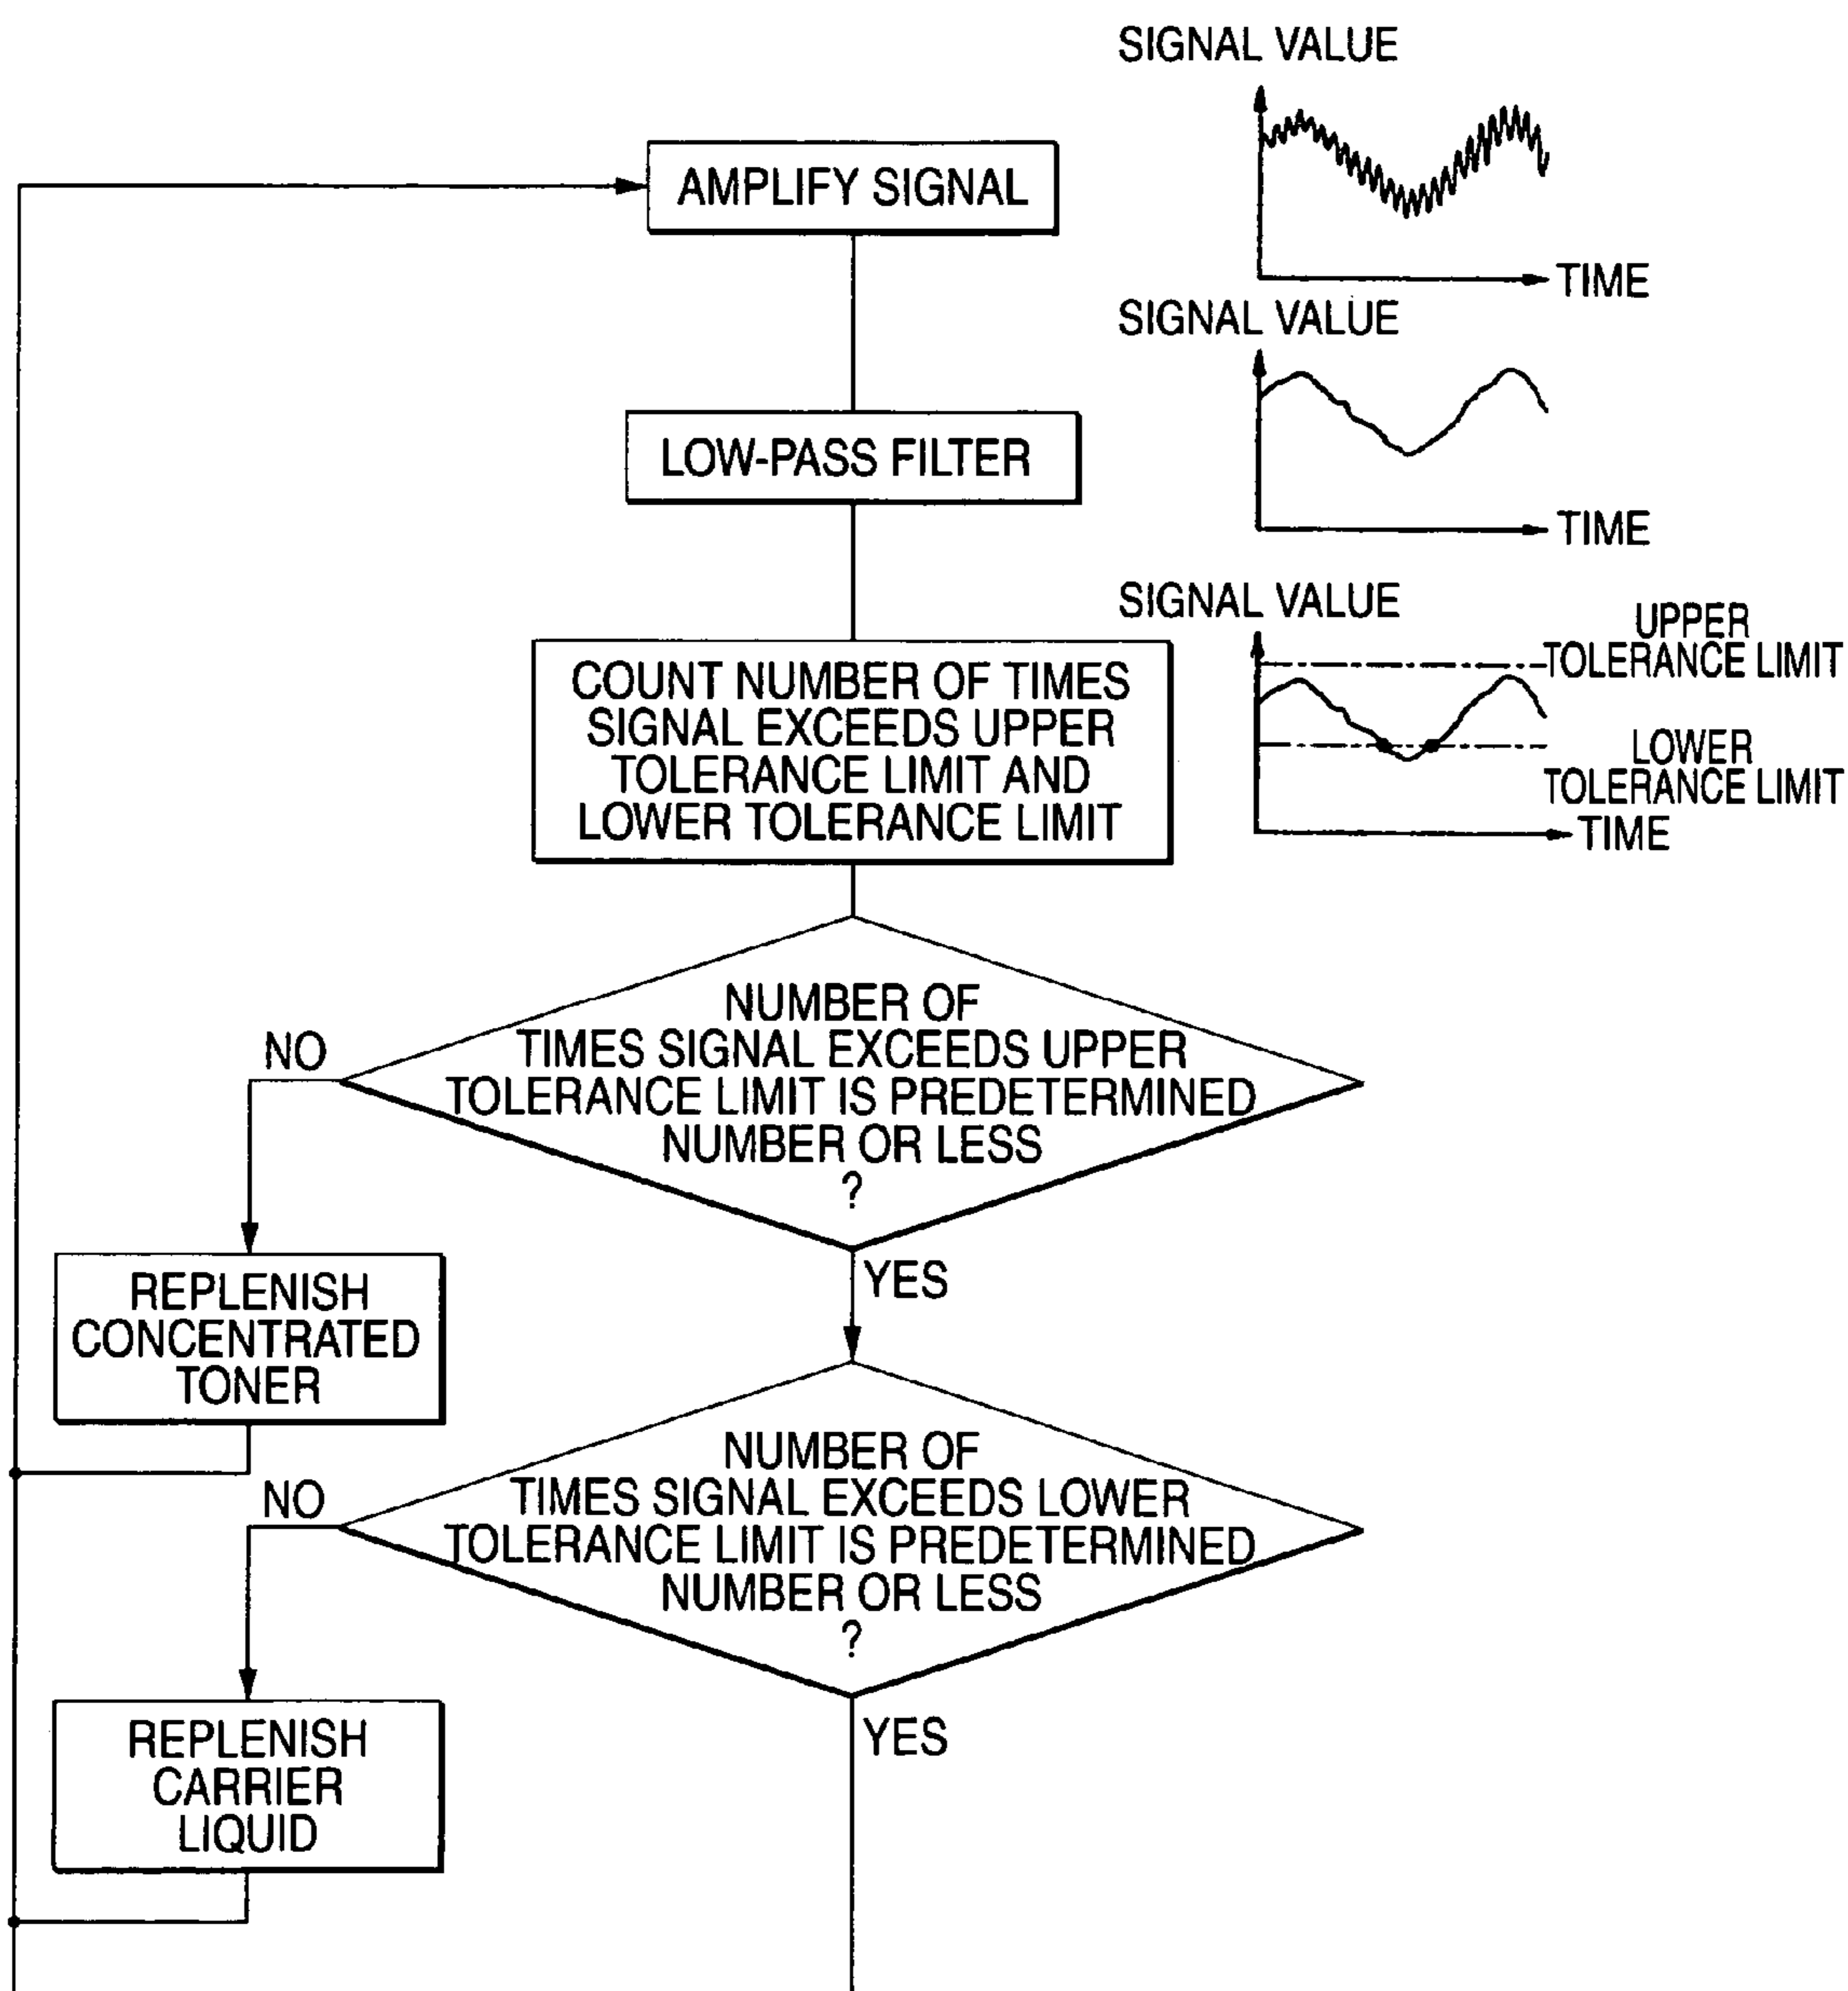 SIGNAL VALUE
AMPLIFY SIGNAL
TIME
SIGNAL VALUE
LOW-PASS FILTER
TIME
SIGNAL VALUE
UPPER
TOLERANCE LIMIT
LOWER
TOLERANCE LIMIT
TIME
COUNT NUMBER OF TIMES
SIGNAL EXCEEDS UPPER
TOLERANCE LIMIT AND
LOWER TOLERANCE LIMIT
NUMBER OF
TIMES SIGNAL EXCEEDS UPPER
TOLERANCE LIMIT IS PREDETERMINED
NUMBER OR LESS
?
NO
YES
REPLENISH
CONCENTRATED
TONER
NUMBER OF
TIMES SIGNAL EXCEEDS LOWER
TOLERANCE LIMIT IS PREDETERMINED
NUMBER OR LESS
?
NO
YES
REPLENISH
CARRIER
LIQUID